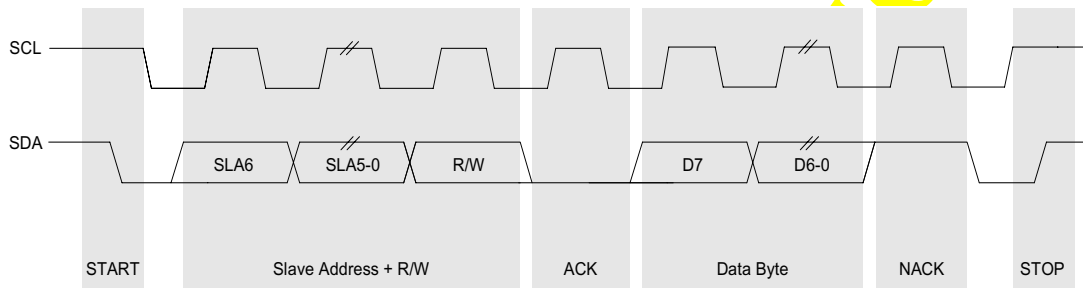 SCL
SDA
SLA6 SLA5-0 R/W D7 D6-0
START Slave Address + R/W ACK Data Byte NACK STOP